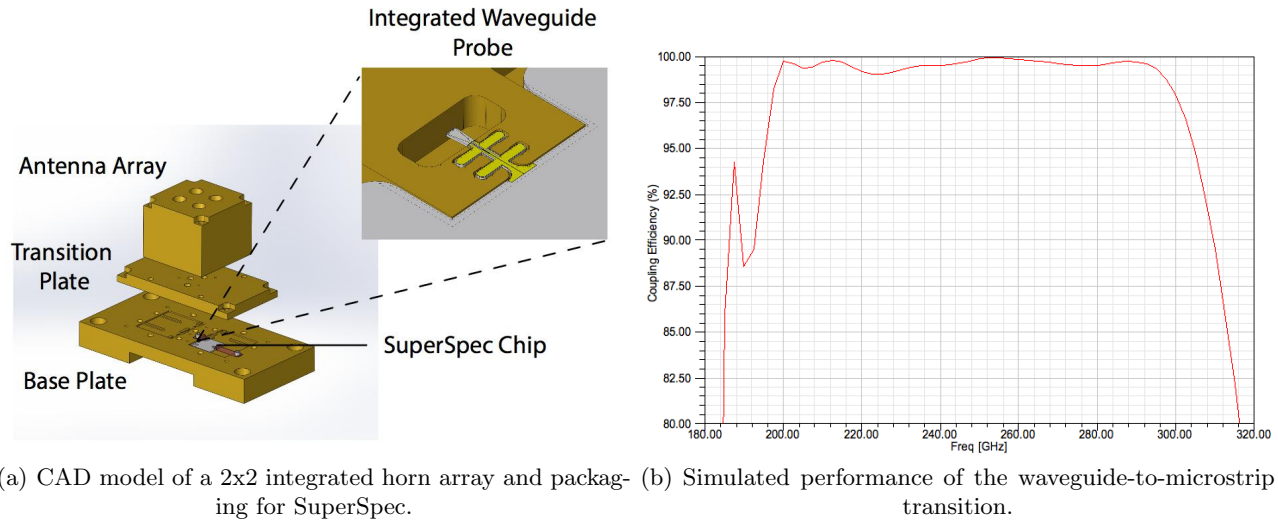 Integrated Waveguide
Probe
Antenna Array
Transition
Plate
SuperSpec Chip
Base Plate
100.00
97.50
95.00
92.50
90.00
87.50
85.00
82.50
80.00
Coupling Efficiency (%)
180.00 200.00 220.00 240.00 260.00 280.00 300.00 320.00
Freq [GHz]
(a) CAD model of a 2x2 integrated horn array and packag-
ing for SuperSpec.
(b) Simulated performance of the waveguide-to-microstrip
transition.